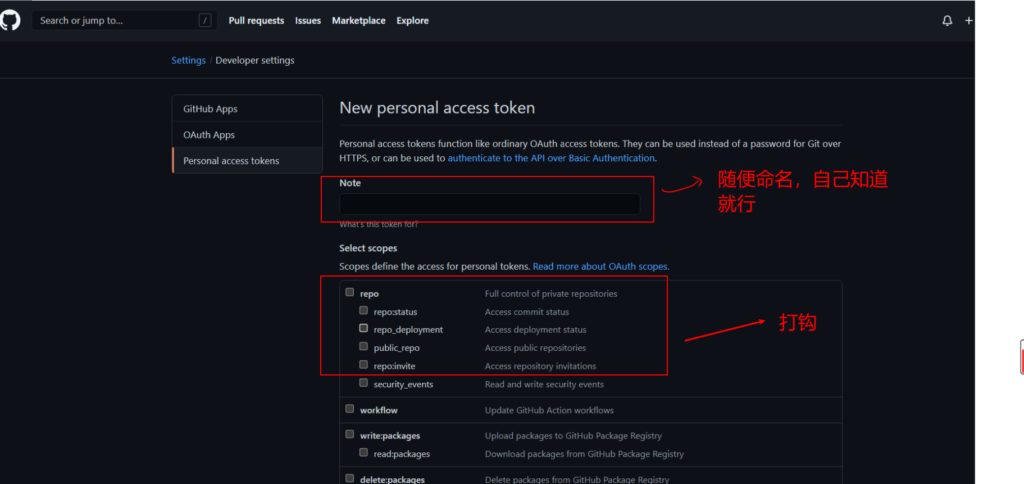 Search or jump to... /
Pull requests Issues Marketplace Explore
Settings / Developer settings
GitHub Apps
OAuth Apps
Personal access tokens
New personal access token
Personal access tokens function like ordinary OAuth access tokens. They can be used instead of a password for Git over
HTTPS, or can be used to authenticate to the API over Basic Authentication.
Note
随便命名，自己知道
就行
What's this token for?
Select scopes
Scopes define the access for personal tokens. Read more about OAuth scopes.
repo Full control of private repositories
repo:status Access commit status
repo_deployment Access deployment status
public_repo Access public repositories
repo:invite Access repository invitations
打钩
security_events Read and write security events
workflow Update GitHub Action workflows
write:packages Upload packages to GitHub Package Registry
read:packages Download packages from GitHub Package Registry
delete:packages Delete packages from GitHub Package Registry